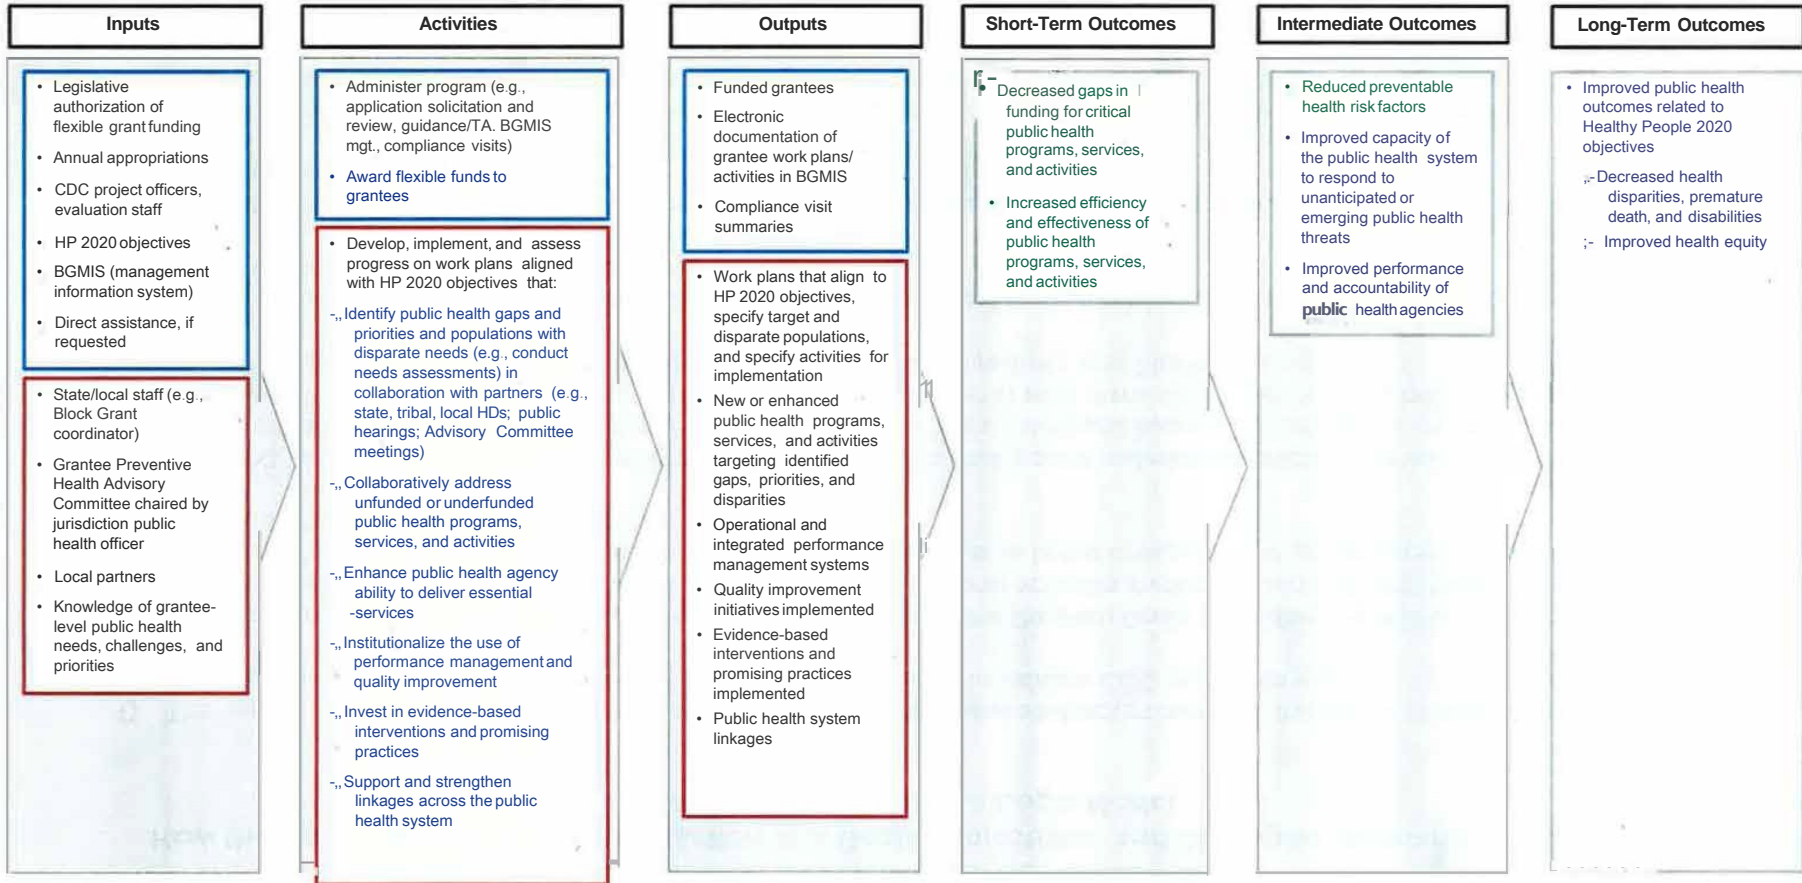 Inputs
• Legislative
authorization of
flexible grant funding
• Annual appropriations
• CDC project officers,
evaluation staff
• HP 2020 objectives
• BGMIS (management
information system)
• Direct assistance, if
requested
• State/local staff (e.g.,
Block Grant
coordinator)
• Grantee Preventive
Health Advisory
Committee chaired by
jurisdiction public
health officer
• Local partners
• Knowledge of grantee-
level public health
needs, challenges, and
priorities
Activities
• Administer program (e.g.,
application solicitation and
review, guidance/TA. BGMIS
mgt., compliance visits)
• Award flexible funds to
grantees
• Develop, implement, and assess
progress on work plans aligned
with HP 2020 objectives that:
-„Identify public health gaps and
priorities and populations with
disparate needs (e.g., conduct
needs assessments) in
collaboration with partners (e.g.,
state, tribal, local HDs; public
hearings; Advisory Committee
meetings)
-„Collaboratively address
unfunded or underfunded
public health programs,
services, and activities
-„Enhance public health agency
ability to deliver essential
-services
-„Institutionalize the use of
performance management and
quality improvement
-„Invest in evidence-based
interventions and promising
practices
-„Support and strengthen
linkages across the public
health system
Outputs
• Funded grantees
• Electronic
documentation of
grantee work plans/
activities in BGMIS
• Compliance visit
summaries
• Work plans that align to
HP 2020 objectives,
specify target and
disparate populations,
and specify activities for
implementation
• New or enhanced
public health programs,
services, and activities
targeting identified
gaps, priorities, and
disparities
• Operational and
integrated performance
management systems
• Quality improvement
initiatives implemented
• Evidence-based
interventions and
promising practices
implemented
• Public health system
linkages
Short-Term Outcomes
• Decreased gaps in
funding for critical
public health
programs, services,
and activities
• Increased efficiency
and effectiveness of
public health
programs, services,
and activities
Intermediate Outcomes
• Reduced preventable
health risk factors
• Improved capacity of
the public health system
to respond to
unanticipated or
emerging public health
threats
• Improved performance
and accountability of
public health agencies
Long-Term Outcomes
• Improved public health
outcomes related to
Healthy People 2020
objectives
,,-Decreased health
disparities, premature
death, and disabilities
;- Improved health equity